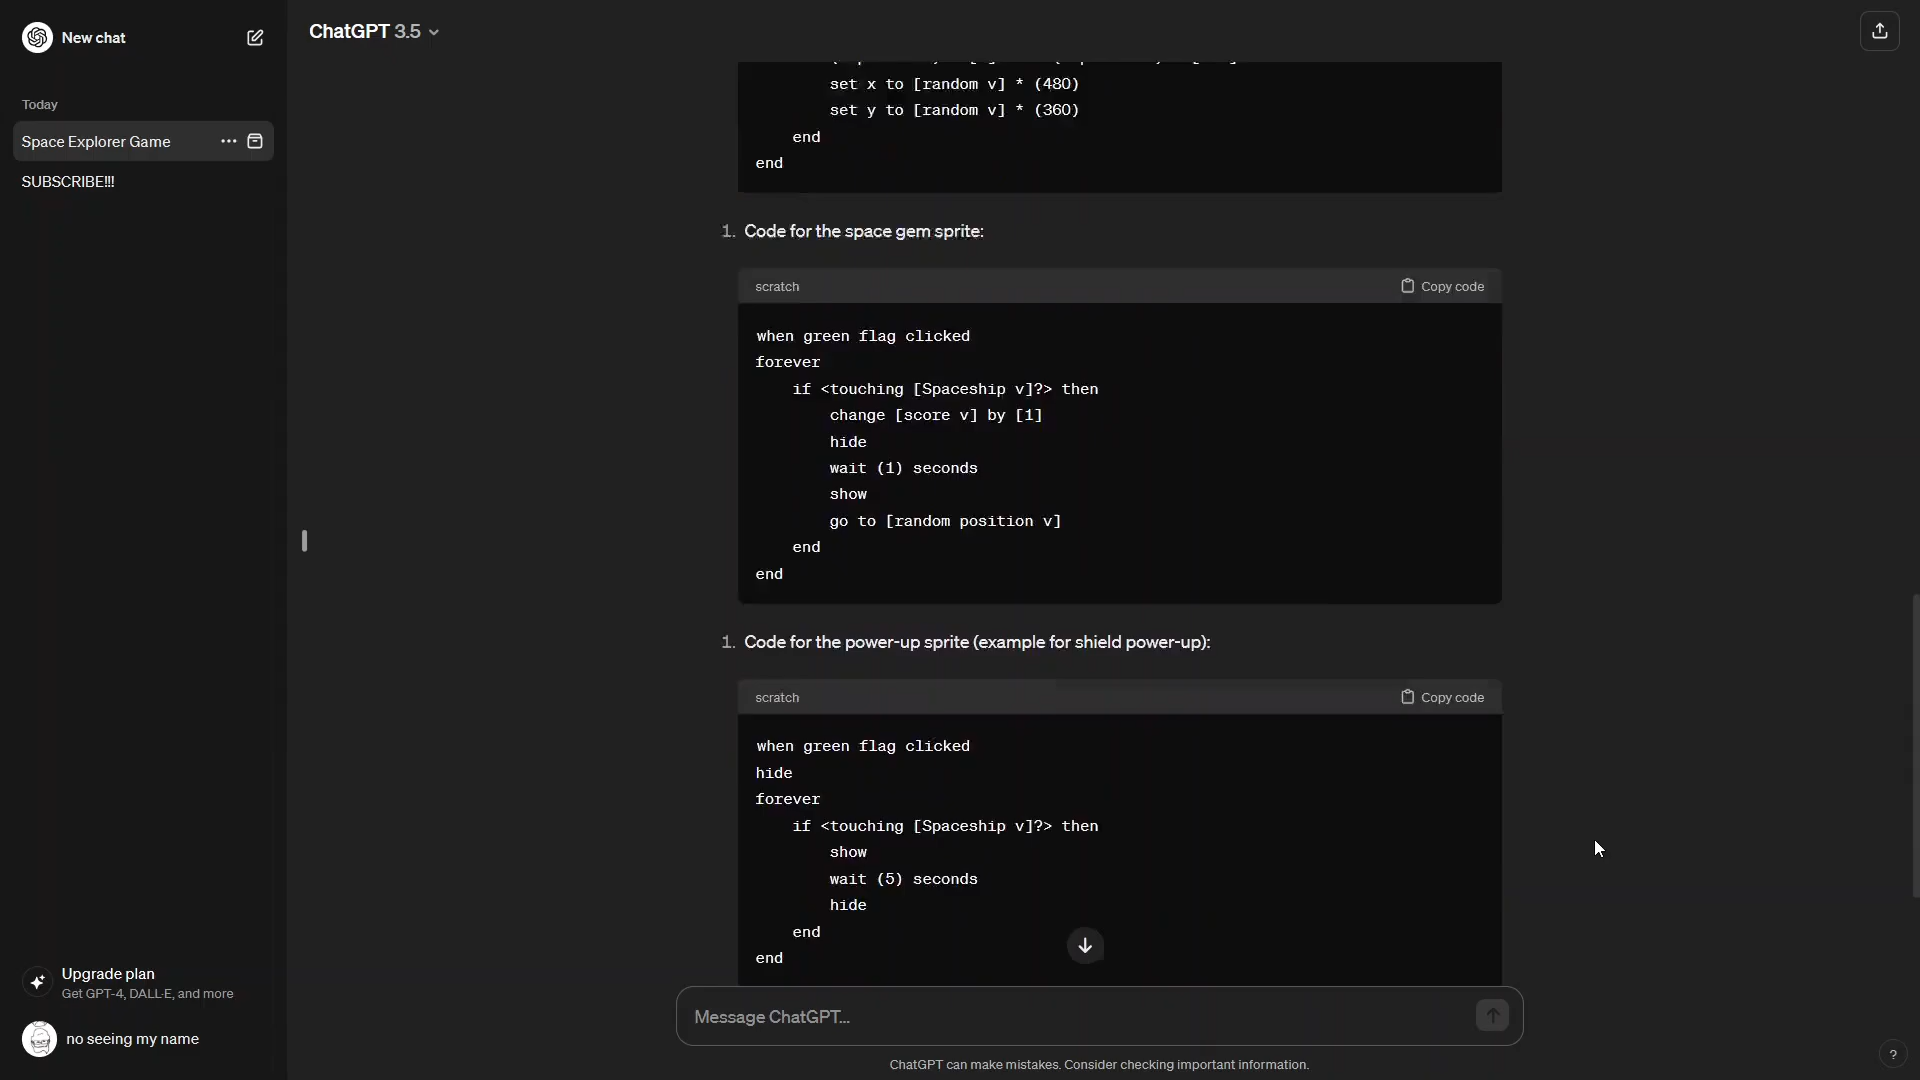 New chat
Today
Space Explorer Game
SUBSCRIBE!!!
Upgrade plan
Get GPT-4, DALL·E, and more
no seeing my name
ChatGPT 3.5
set x to [random v] * (480)
set y to [random v] * (360)
end
end
1. Code for the space gem sprite:
scratch
Copy code
when green flag clicked
forever
if <touching [Spaceship v]?> then
change [score v] by [1]
hide
wait (1) seconds
show
go to [random position v]
end
end
1. Code for the power-up sprite (example for shield power-up):
scratch
Copy code
when green flag clicked
hide
forever
if <touching [Spaceship v]?> then
show
wait (5) seconds
hide
end
end
Message ChatGPT...
ChatGPT can make mistakes. Consider checking important information.
?